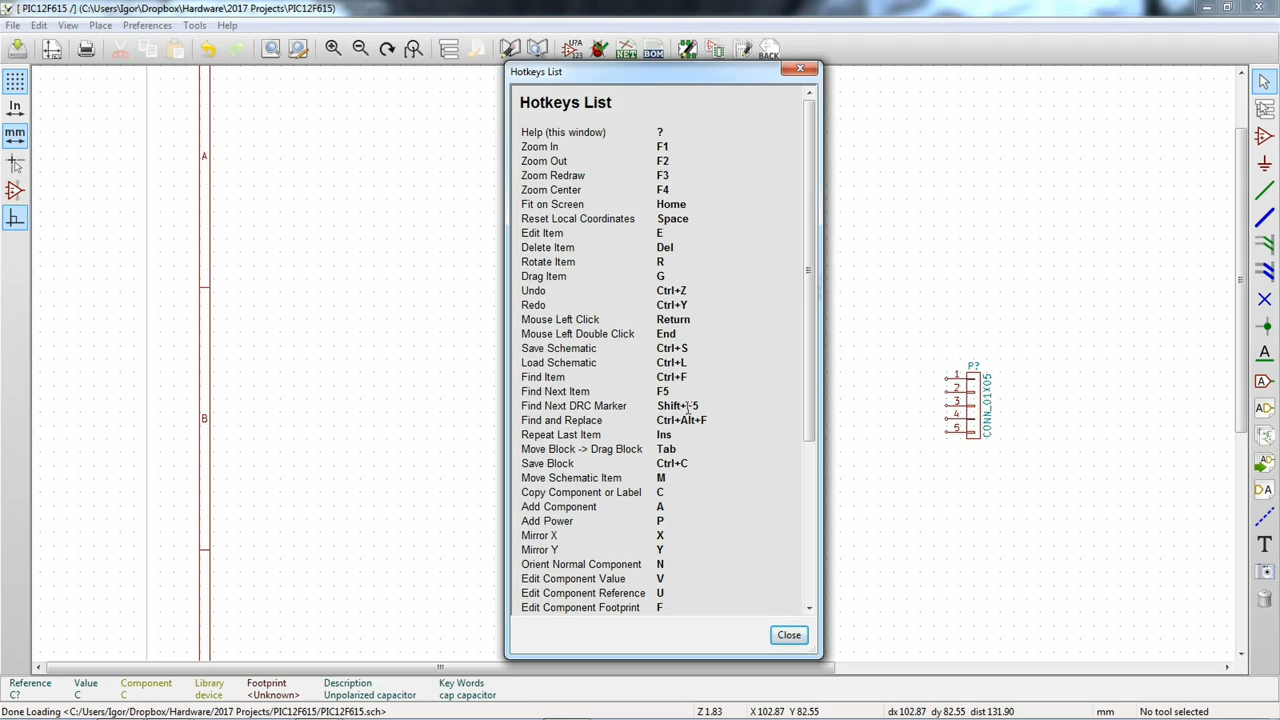 [ PIC12F615 /] (C:\Users\Igor\Dropbox\Hardware\2017 Projects\PIC12F615)
File Edit View Place Preferences Tools Help
NET BOM BACK
Hotkeys List
Hotkeys List
Help (this window) ?
Zoom In F1
Zoom Out F2
Zoom Redraw F3
Zoom Center F4
Fit on Screen Home
Reset Local Coordinates Space
Edit Item E
Delete Item Del
Rotate Item R
Drag Item G
Undo Ctrl+Z
Redo Ctrl+Y
Mouse Left Click Return
Mouse Left Double Click End
Save Schematic Ctrl+S
Load Schematic Ctrl+L
Find Item Ctrl+F
Find Next Item F5
Find Next DRC Marker Shift+F5
Find and Replace Ctrl+Alt+F
Repeat Last Item Ins
Move Block -> Drag Block Tab
Save Block Ctrl+C
Move Schematic Item M
Copy Component or Label C
Add Component A
Add Power P
Mirror X X
Mirror Y Y
Orient Normal Component N
Edit Component Value V
Edit Component Reference U
Edit Component Footprint F
Close
In
mm
A
B
P?
1
2
3
4
5
CONN_01X05
A
T
Reference Value Component Library Footprint Description Key Words
C? C C device <Unknown> Unpolarized capacitor cap capacitor
Done Loading <C:/Users/Igor/Dropbox/Hardware/2017 Projects/PIC12F615/PIC12F615.sch> Z 1.83 X 102.87 Y 82.55 dx 102.87 dy 82.55 dist 131.90 mm No tool selected